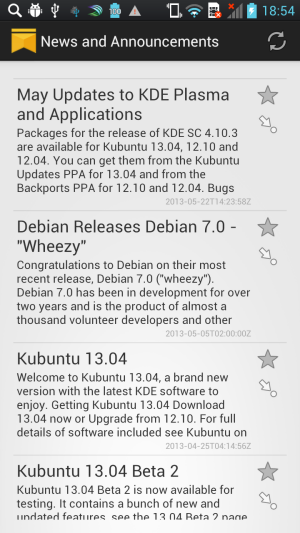 18:54
News and Announcements
May Updates to KDE Plasma
and Applications
Packages for the release of KDE SC 4.10.3
are available for Kubuntu 13.04, 12.10 and
12.04. You can get them from the Kubuntu
Updates PPA for 13.04 and from the
Backports PPA for 12.10 and 12.04. Bugs
2013-05-22T14:23:58Z
Debian Releases Debian 7.0 -
"Wheezy"
Congratulations to Debian on their most
recent release, Debian 7.0 ("wheezy").
Debian 7.0 has been in development for over
two years and is the product of almost a
thousand volunteer developers and other
2013-05-05T02:00:00Z
Kubuntu 13.04
Welcome to Kubuntu 13.04, a brand new
version with the latest KDE software to
enjoy. Getting Kubuntu 13.04 Download
13.04 now or Upgrade from 12.10. For full
details of software included see Kubuntu on
2013-04-25T04:14:56Z
Kubuntu 13.04 Beta 2
Kubuntu 13.04 Beta 2 is now available for
testing. It contains a bunch of new and
updated features, see the 13.04 Beta 2 page